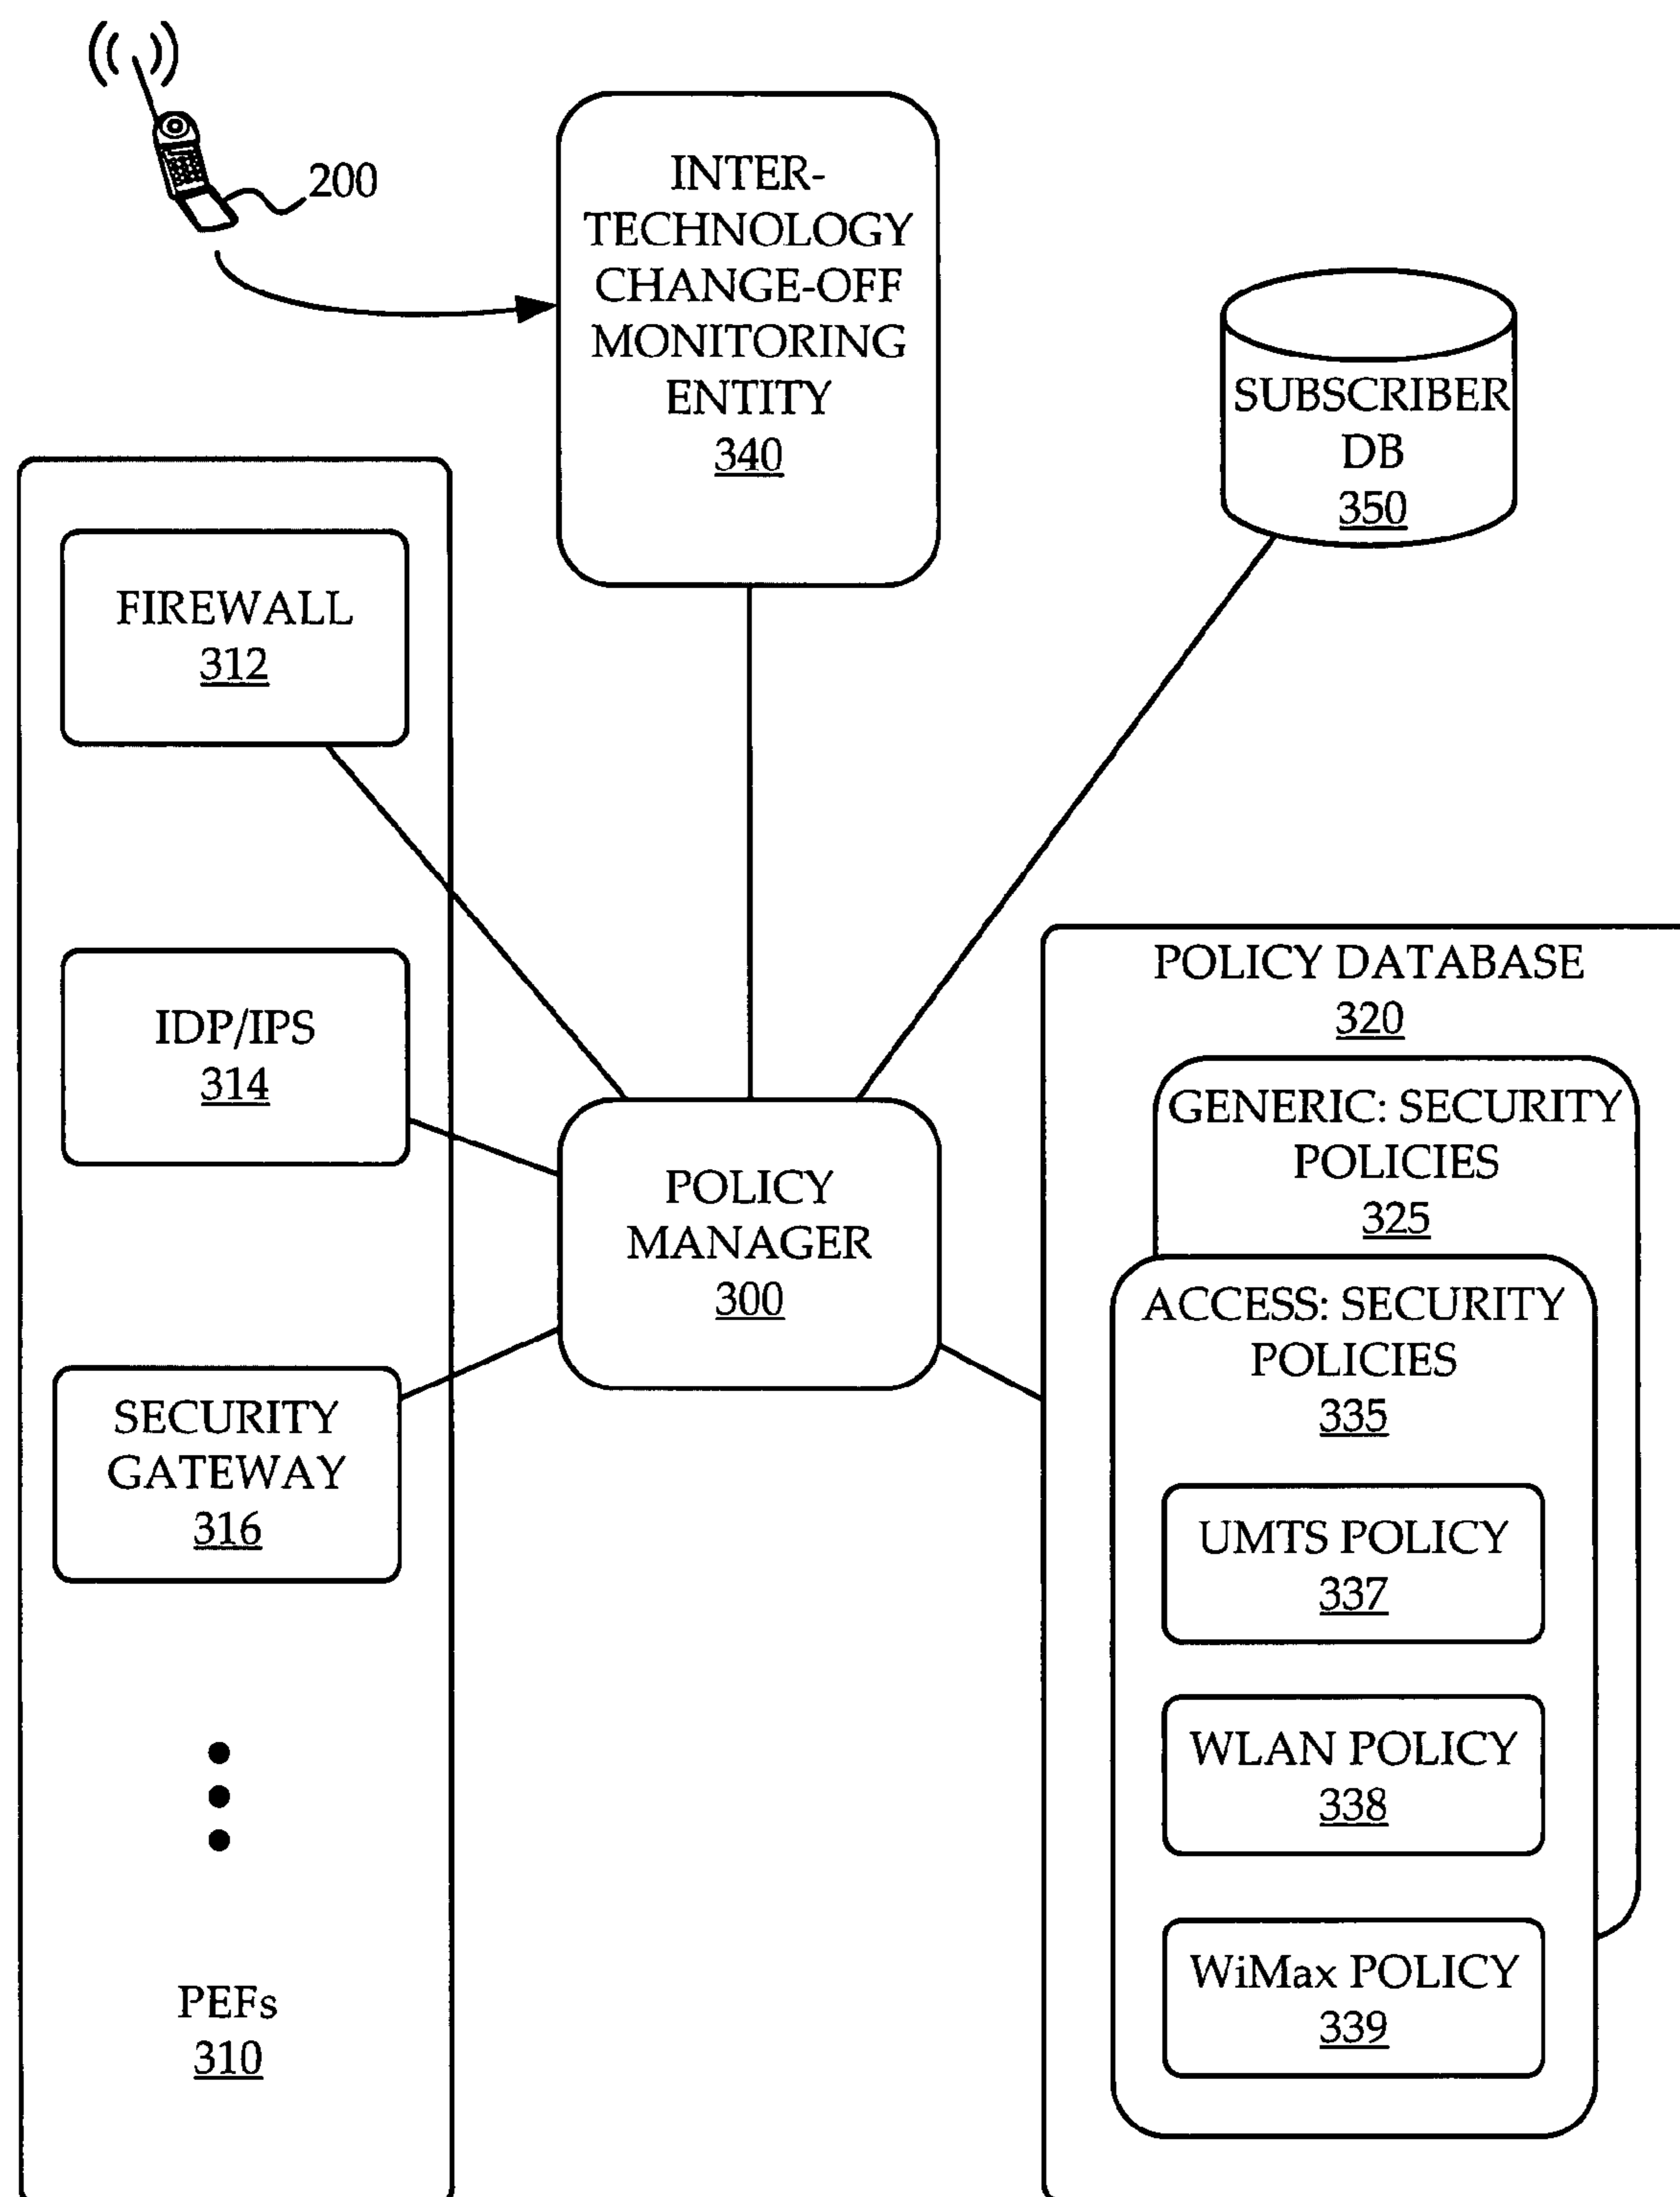 200
INTER-
TECHNOLOGY
CHANGE-OFF
MONITORING
ENTITY
340
SUBSCRIBER
DB
350
FIREWALL
312
IDP/IPS
314
SECURITY
GATEWAY
316
PEFs
310
POLICY
MANAGER
300
POLICY DATABASE
320
GENERIC: SECURITY
POLICIES
325
ACCESS: SECURITY
POLICIES
335
UMTS POLICY
337
WLAN POLICY
338
WiMax POLICY
339